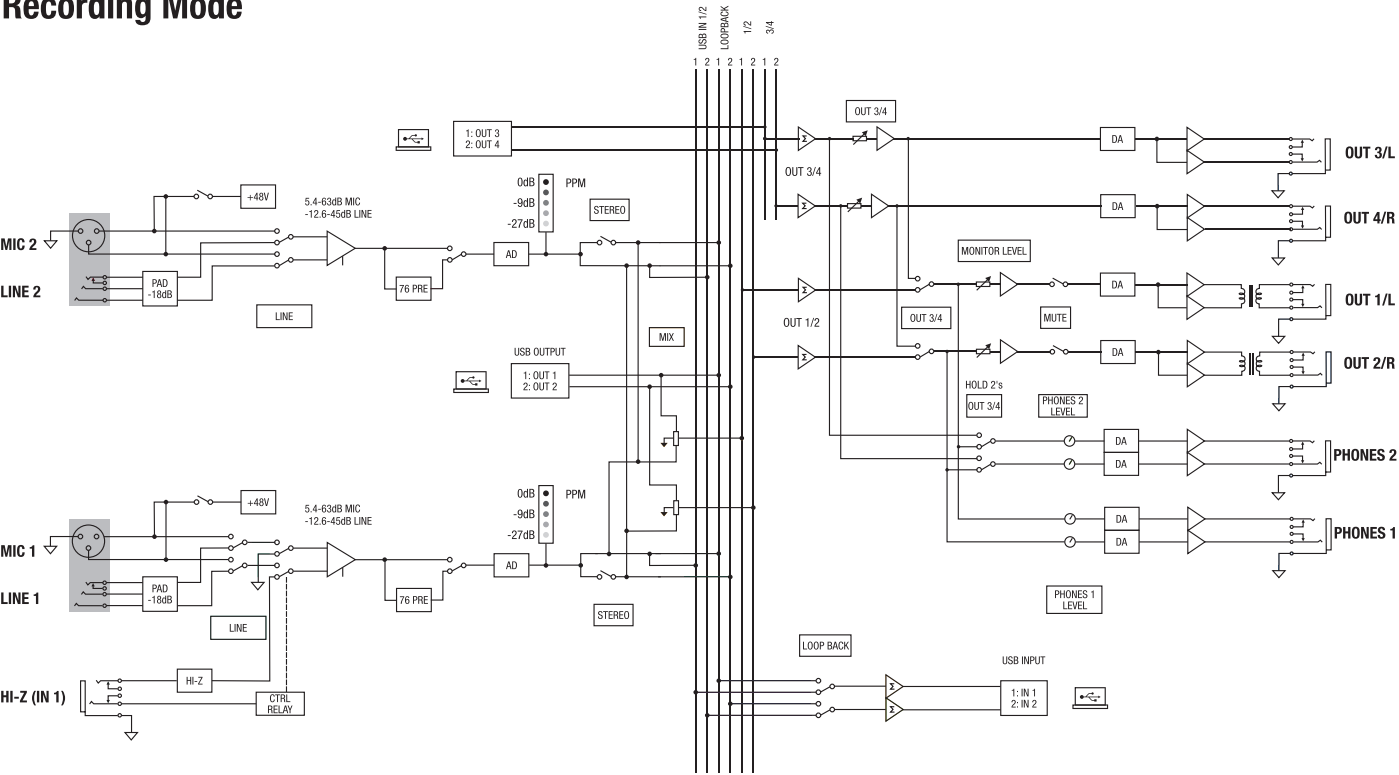 Recording Mode
USB IN 1/2
LOOPBACK
1/2
3/4
1 2 1 2 1 2 1 2
1: OUT 3
2: OUT 4
OUT 3/4
DA
OUT 3/L
Σ
OUT 3/4
+48V
5.4-63dB MIC
-12.6-45dB LINE
0dB
-9dB
-27dB
PPM
STEREO
Σ
DA
OUT 4/R
MIC 2
LINE 2
PAD
-18dB
LINE
76 PRE
AD
MONITOR LEVEL
Σ
OUT 1/2
OUT 3/4
MUTE
DA
OUT 1/L
MIX
USB OUTPUT
1: OUT 1
2: OUT 2
Σ
DA
OUT 2/R
HOLD 2's
OUT 3/4
PHONES 2
LEVEL
DA
DA
PHONES 2
+48V
5.4-63dB MIC
-12.6-45dB LINE
0dB
-9dB
-27dB
PPM
DA
DA
PHONES 1
MIC 1
LINE 1
PAD
-18dB
LINE
76 PRE
AD
STEREO
PHONES 1
LEVEL
HI-Z (IN 1)
HI-Z
CTRL
RELAY
LOOP BACK
Σ
Σ
USB INPUT
1: IN 1
2: IN 2